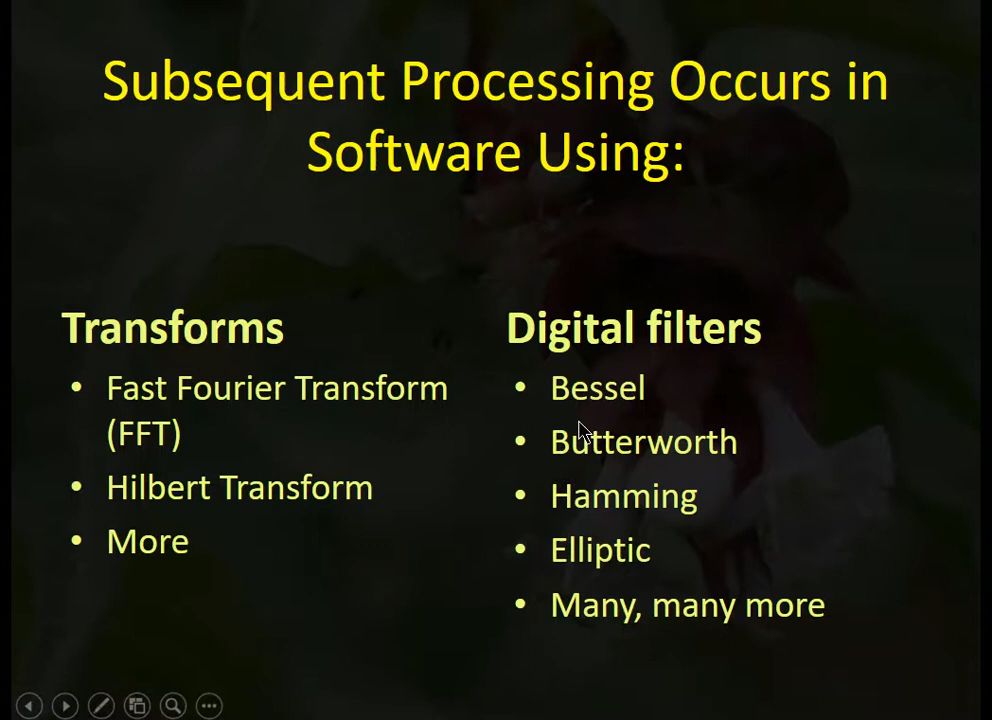 Subsequent Processing Occurs in
Software Using:
Transforms
• Fast Fourier Transform
(FFT)
• Hilbert Transform
• More
Digital filters
• Bessel
• Butterworth
• Hamming
• Elliptic
• Many, many more